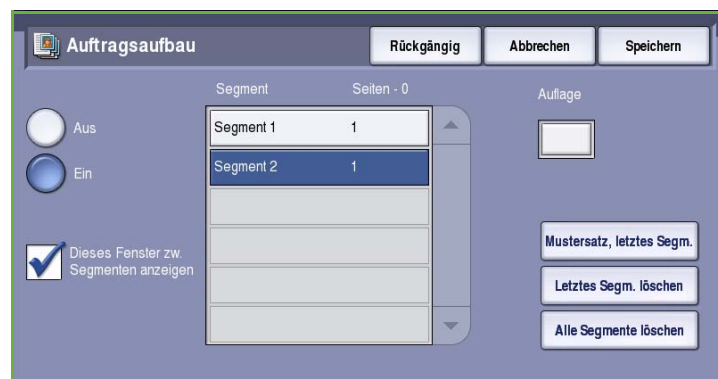 Auftragsaufbau
Rückgängig
Abbrechen
Speichern
Segment
Seiten - 0
Auflage
Aus
Ein
Dieses Fenster zw.
Segmenten anzeigen
Segment 1 1
Segment 2 1
Mustersatz, letztes Segm.
Letztes Segm. löschen
Alle Segmente löschen